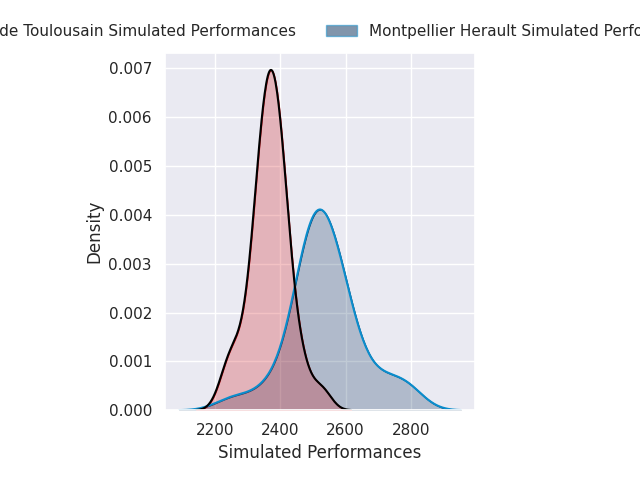 de Toulousain Simulated Performances Montpellier Herault Simulated Perfo
0.007
0.006
0.005
0.004
0.003
0.002
0.001
0.000
Density
2200 2400 2600 2800
Simulated Performances